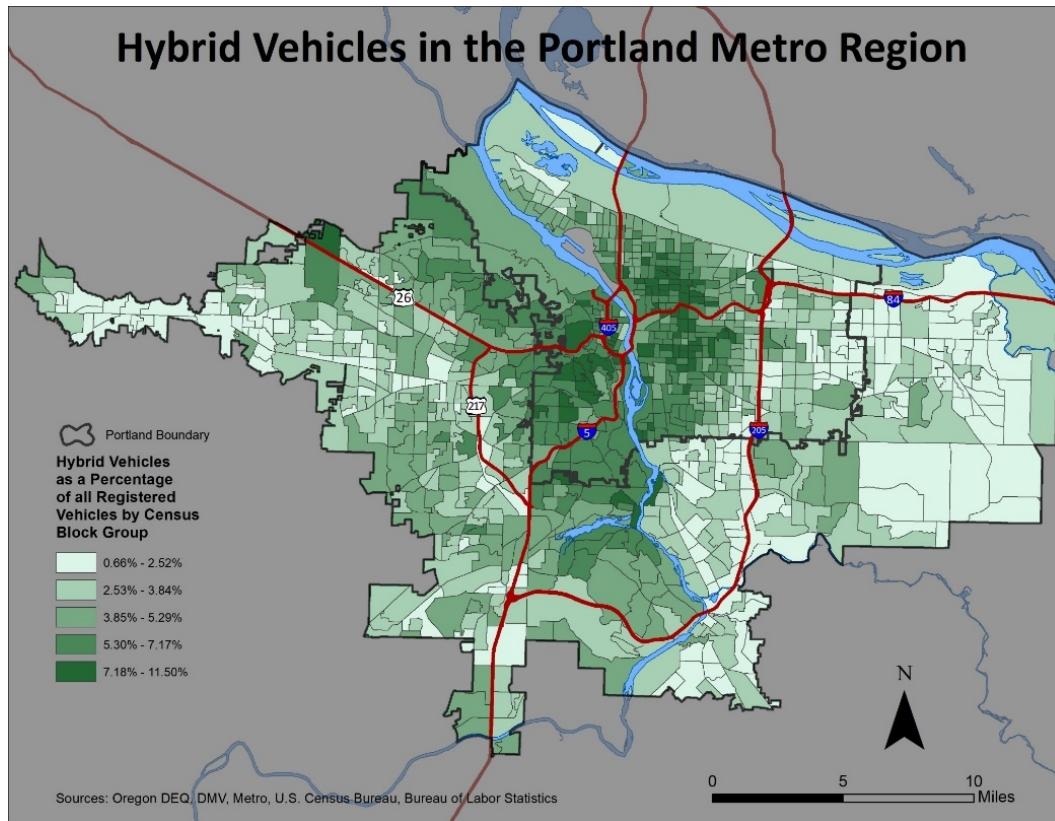 Hybrid Vehicles in the Portland Metro Region
26
84
405
217
5
205
Portland Boundary
Hybrid Vehicles
as a Percentage
of all Registered
Vehicles by Census
Block Group
0.66% - 2.52%
2.53% - 3.84%
3.85% - 5.29%
5.30% - 7.17%
7.18% - 11.50%
N
0 5 10
Miles
Sources: Oregon DEQ, DMV, Metro, U.S. Census Bureau, Bureau of Labor Statistics